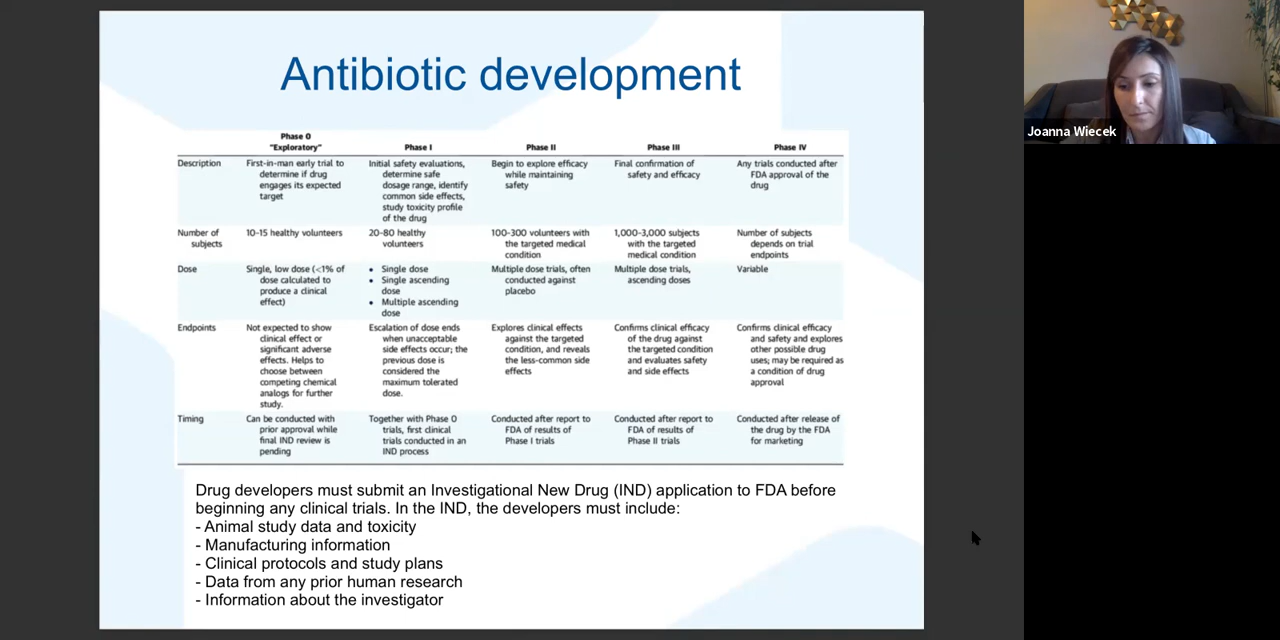 Antibiotic development
Phase 0
"Exploratory"
Phase I
Phase II
Phase III
Phase IV
Description
First-in-man early trial to
determine if drug
engages its expected
target
Initial safety evaluations,
determine safe
dosage range, identify
common side effects,
study toxicity profile
of the drug
Begin to explore efficacy
while maintaining
safety
Final confirmation of
safety and efficacy
Any trials conducted after
FDA approval of the
drug
Number of
subjects
10-15 healthy volunteers
20-80 healthy
volunteers
100-300 volunteers with
the targeted medical
condition
1,000-3,000 subjects
with the targeted
medical condition
Number of subjects
depends on trial
endpoints
Dose
Single, low dose (<1% of
dose calculated to
produce a clinical
effect)
• Single dose
• Single ascending
dose
• Multiple ascending
dose
Multiple dose trials, often
conducted against
placebo
Multiple dose trials,
ascending doses
Variable
Endpoints
Not expected to show
clinical effect or
significant adverse
effects. Helps to
choose between
competing chemical
analogs for further
study.
Escalation of dose ends
when unacceptable
side effects occur; the
previous dose is
considered the
maximum tolerated
dose.
Explores clinical effects
against the targeted
condition, and reveals
the less-common side
effects
Confirms clinical efficacy
of the drug against
the targeted condition
and evaluates safety
and side effects
Confirms clinical efficacy
and safety and explores
other possible drug
uses; may be required as
a condition of drug
approval
Timing
Can be conducted with
prior approval while
final IND review is
pending
Together with Phase 0
trials, first clinical
trials conducted in an
IND process
Conducted after report to
FDA of results of
Phase I trials
Conducted after report to
FDA of results of
Phase II trials
Conducted after release of
the drug by the FDA
for marketing
Drug developers must submit an Investigational New Drug (IND) application to FDA before
beginning any clinical trials. In the IND, the developers must include:
- Animal study data and toxicity
- Manufacturing information
- Clinical protocols and study plans
- Data from any prior human research
- Information about the investigator
Joanna Wiecek